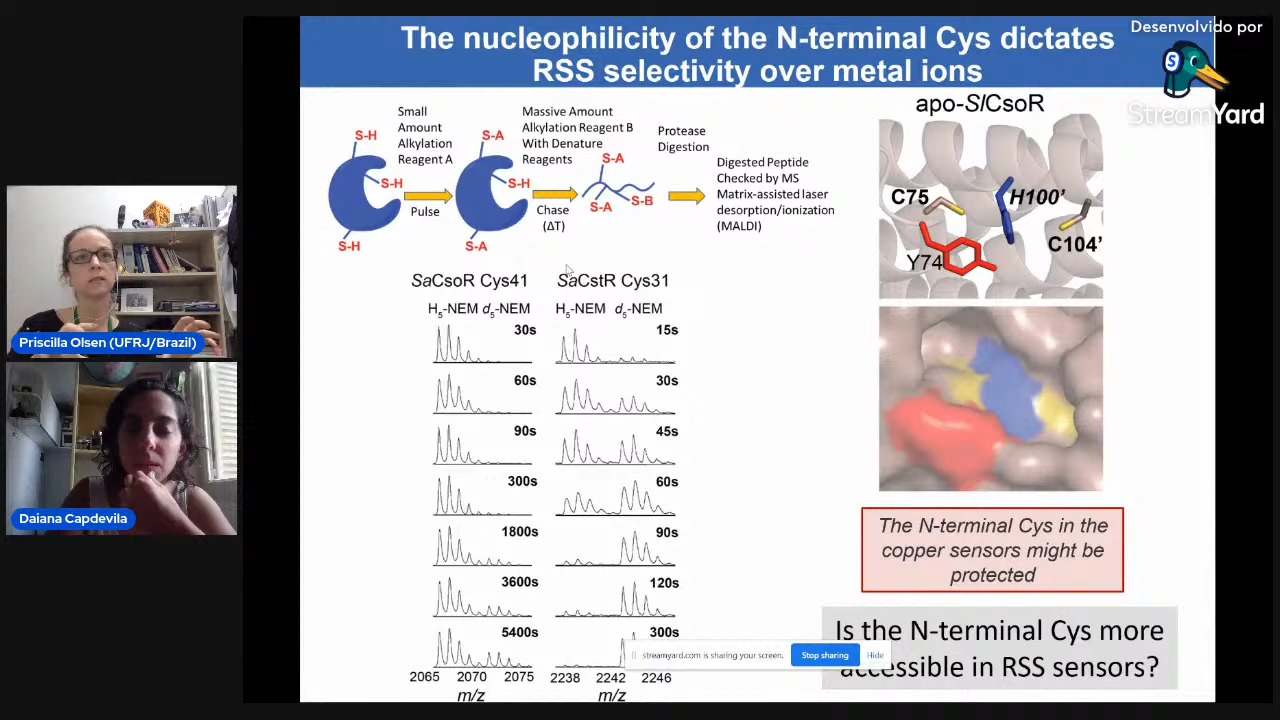 The nucleophilicity of the N-terminal Cys dictates
RSS selectivity over metal ions
Desenvolvido por
StreamYard
S-H
S-H
S-H
Small
Amount
Alkylation
Reagent A
Pulse
S-A
S-H
S-A
Massive Amount
Alkylation Reagent B
With Denature
Reagents
Chase
(ΔT)
S-A
S-A
S-B
Protease
Digestion
Digested Peptide
Checked by MS
Matrix-assisted laser
desorption/ionization
(MALDI)
apo-SlCsoR
C75
H100'
C104'
Y74
SaCsoR Cys41
H5-NEM d5-NEM
30s
60s
90s
300s
1800s
3600s
5400s
2065 2070 2075
m/z
SaCstR Cys31
H5-NEM d5-NEM
15s
30s
45s
60s
90s
120s
300s
2238 2242 2246
m/z
The N-terminal Cys in the
copper sensors might be
protected
Is the N-terminal Cys more
accessible in RSS sensors?
streamyard.com is sharing your screen.
Stop sharing
Hide
Priscilla Olsen (UFRJ/Brazil)
Daiana Capdevila